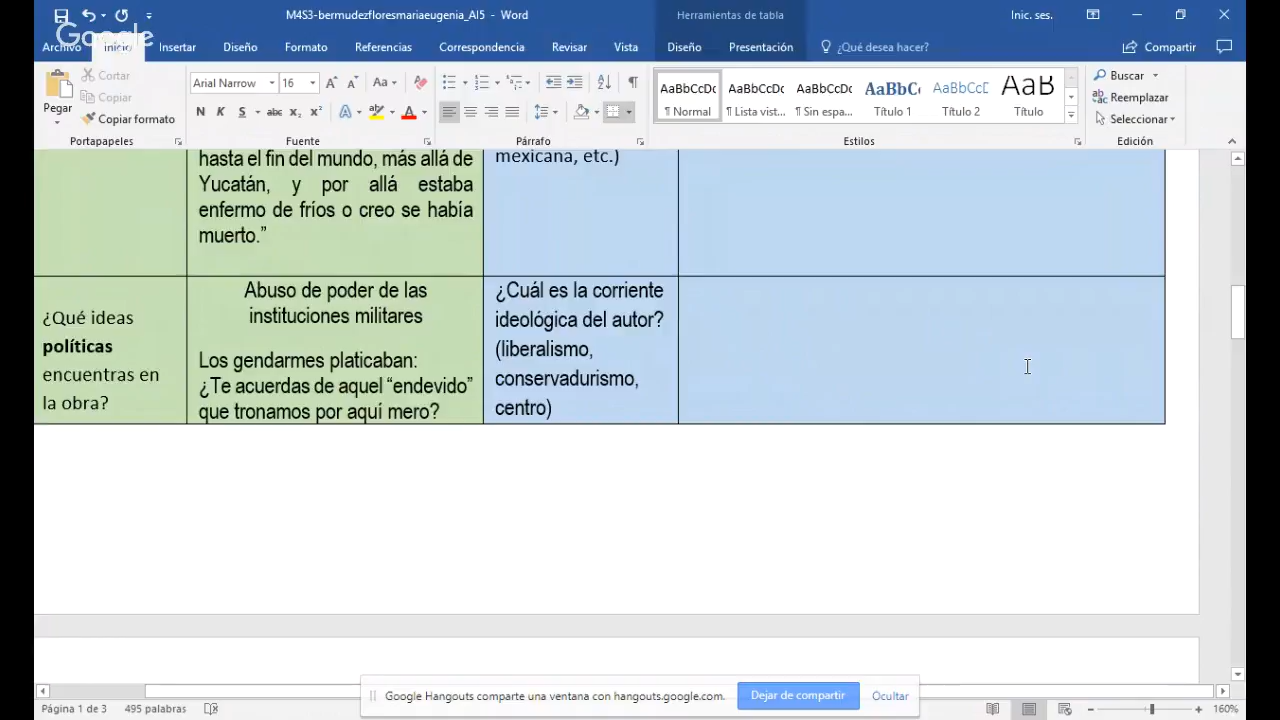 M4S3-bermudezfloresmariaeugenia_AI5 - Word
Herramientas de tabla
Inic. ses.
Google
Archivo Inicio Insertar Diseño Formato Referencias Correspondencia Revisar Vista Diseño Presentación ¿Qué desea hacer? Compartir
Pegar
Cortar
Copiar
Copiar formato
Portapapeles
Arial Narrow 16
Fuente
Párrafo
AaBbCcDc AaBbCcDc AaBbCcDc AaBbC AaBbCcD AaB
¶ Normal ¶ Lista vist... ¶ Sin espa... Título 1 Título 2 Título
Estilos
Buscar
Reemplazar
Seleccionar
Edición
hasta el fin del mundo, más allá de
Yucatán, y por allá estaba
enfermo de fríos o creo se había
muerto.”
mexicana, etc.)
¿Qué ideas
políticas
encuentras en
la obra?
Abuso de poder de las
instituciones militares
Los gendarmes platicaban:
¿Te acuerdas de aquel “endevido”
que tronamos por aquí mero?
¿Cuál es la corriente
ideológica del autor?
(liberalismo,
conservadurismo,
centro)
Google Hangouts comparte una ventana con hangouts.google.com. Dejar de compartir Ocultar
Página 1 de 3 495 palabras 160%